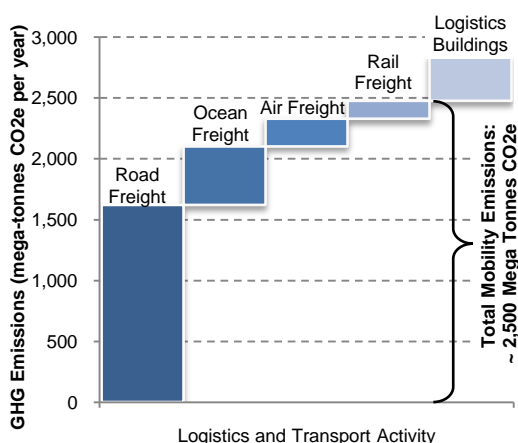 GHG Emissions (mega-tonnes CO2e per year)
3,000
2,500
2,000
1,500
1,000
500
0
Road
Freight
Ocean
Freight
Air Freight
Rail
Freight
Logistics
Buildings
Total Mobility Emissions:
~ 2,500 Mega Tonnes CO2e
Logistics and Transport Activity